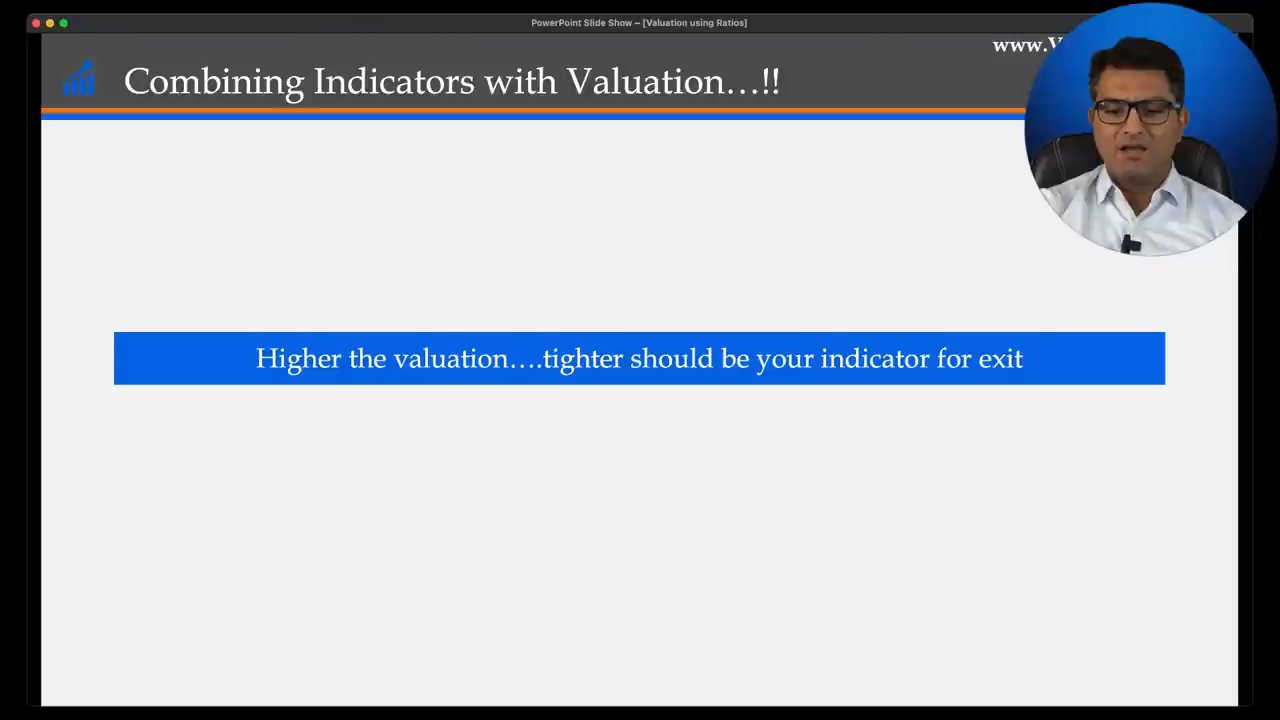 PowerPoint Slide Show – [Valuation using Ratios]
www.V
Combining Indicators with Valuation…!!
Higher the valuation….tighter should be your indicator for exit